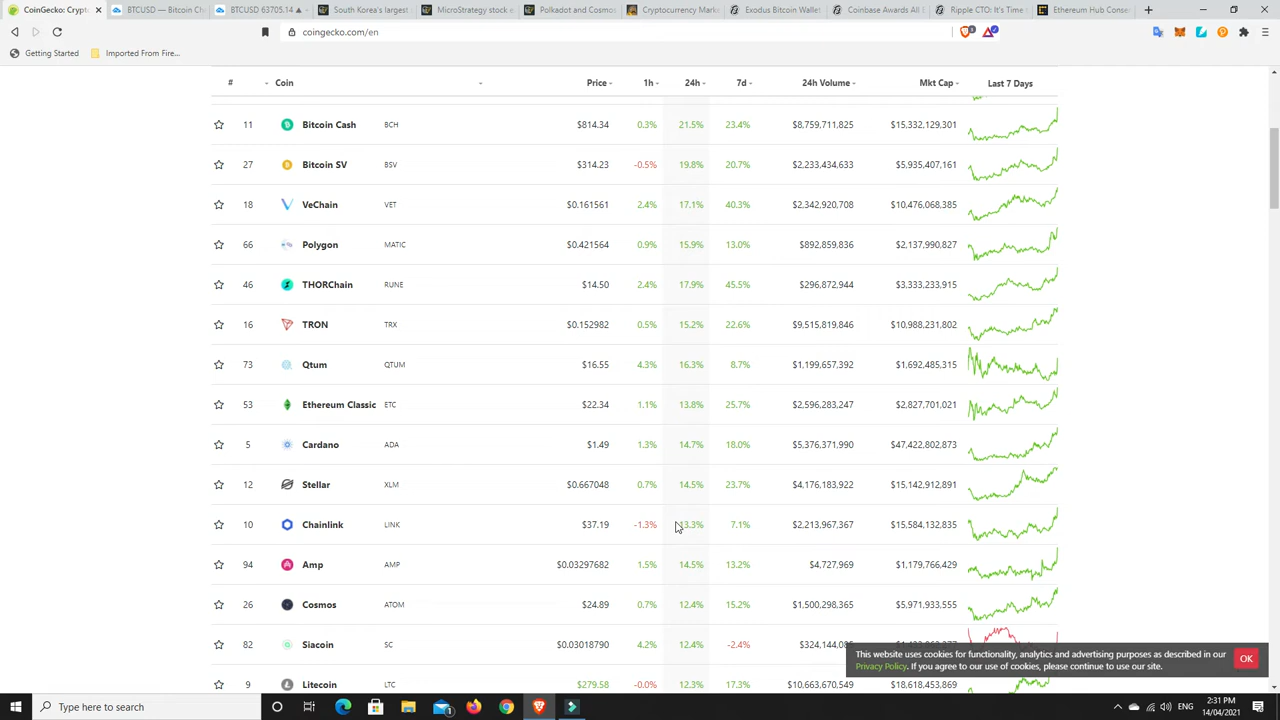 CoinGecko: Crypto
BTCUSD — Bitcoin Ch
BTCUSD 63705.14
South Korea's largest
MicroStrategy stock e
Polkadot and Cosmos
Cryptocurrency Mark
Exodus Bitcoin Wallet
Coinbase Awards All S
Ripple CTO: It's Time
Ethereum Hub Conse
coingecko.com/en
Getting Started
Imported From Fire...
# Coin Price 1h 24h 7d 24h Volume Mkt Cap Last 7 Days
11 Bitcoin Cash BCH $814.34 0.3% 21.5% 23.4% $8,759,711,825 $15,332,129,301
27 Bitcoin SV BSV $314.23 -0.5% 19.8% 20.7% $2,233,434,633 $5,935,407,161
18 VeChain VET $0.161561 2.4% 17.1% 40.3% $2,342,920,708 $10,476,068,385
66 Polygon MATIC $0.421564 0.9% 15.9% 13.0% $892,859,836 $2,137,990,827
46 THORChain RUNE $14.50 2.4% 17.9% 45.5% $296,872,944 $3,333,233,915
16 TRON TRX $0.152982 0.5% 15.2% 22.6% $9,515,819,846 $10,988,231,802
73 Qtum QTUM $16.55 4.3% 16.3% 8.7% $1,199,657,392 $1,692,485,315
53 Ethereum Classic ETC $22.34 1.1% 13.8% 25.7% $2,596,283,247 $2,827,701,021
5 Cardano ADA $1.49 1.3% 14.7% 18.0% $5,376,371,990 $47,422,802,873
12 Stellar XLM $0.667048 0.7% 14.5% 23.7% $4,176,183,922 $15,142,912,891
10 Chainlink LINK $37.19 -1.3% 13.3% 7.1% $2,213,967,367 $15,584,132,835
94 Amp AMP $0.03297682 1.5% 14.5% 13.2% $4,727,969 $1,179,766,429
26 Cosmos ATOM $24.89 0.7% 12.4% 15.2% $1,500,298,365 $5,971,933,555
82 Siacoin SC $0.03018790 4.2% 12.4% -2.4%
9 Litecoin LTC $279.58 -0.0% 12.3% 17.3% $10,663,670,549 $18,618,453,869
This website uses cookies for functionality, analytics and advertising purposes as described in our
Privacy Policy. If you agree to our use of cookies, please continue to use our site.
OK
Type here to search
ENG
2:31 PM
14/04/2021